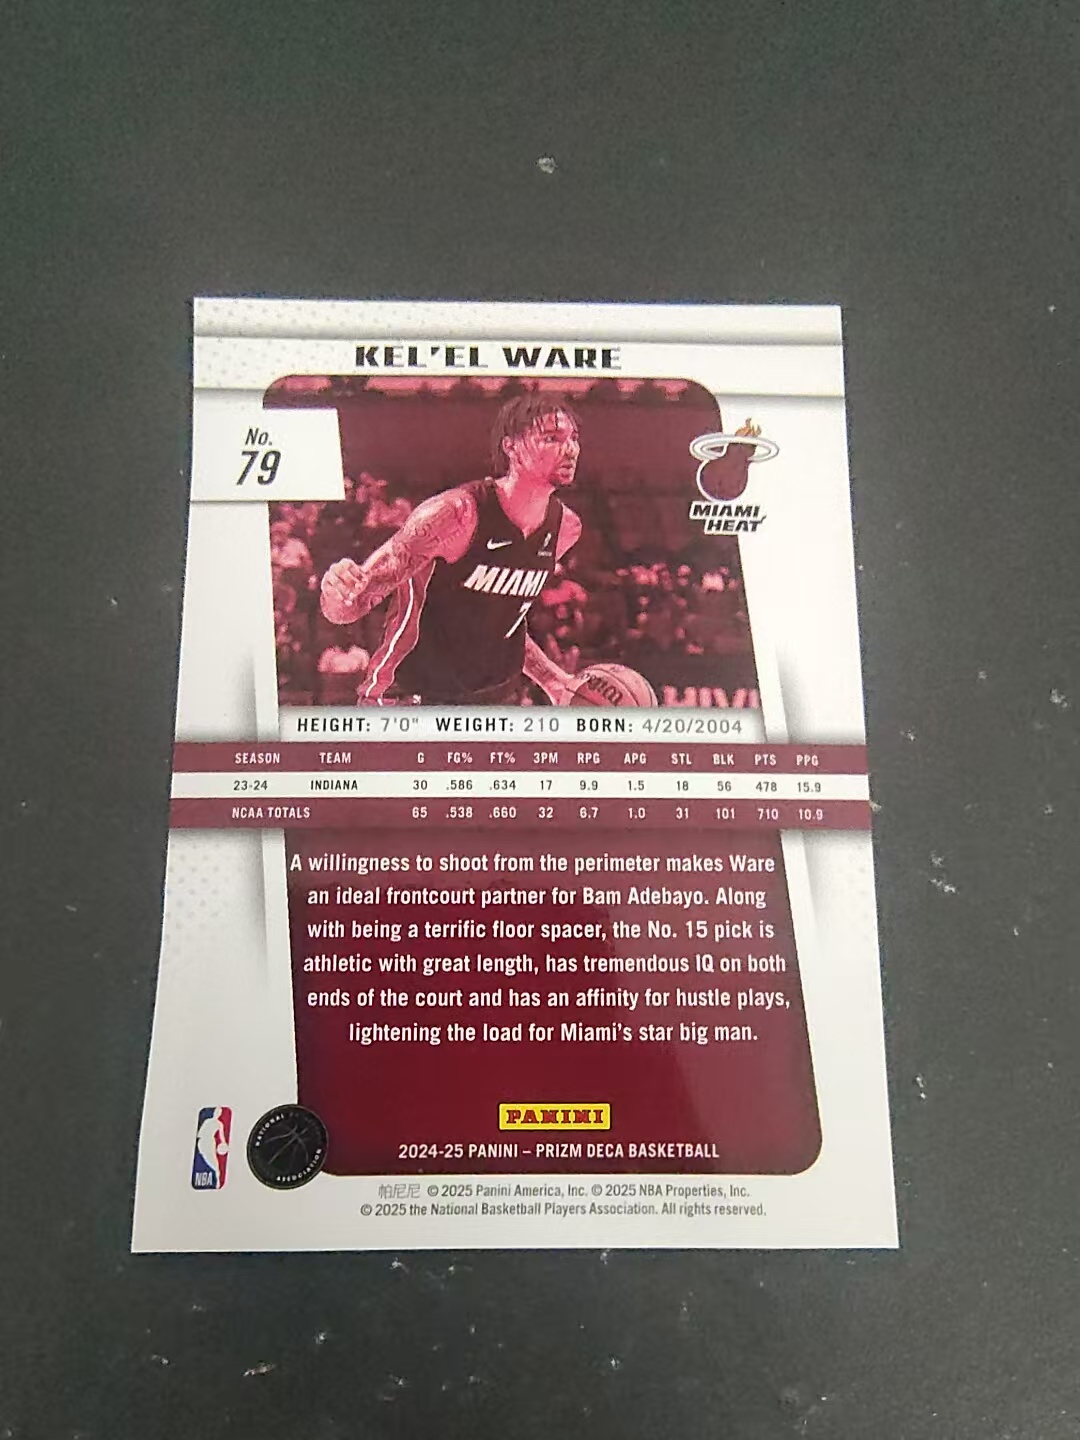 KEL'EL WARE
No.
79
MIAMI
HEAT
MIAMI
7
HEIGHT: 7'0" WEIGHT: 210 BORN: 4/20/2004
SEASON TEAM G FG% FT% 3PM RPG APG STL BLK PTS PPG
23-24 INDIANA 30 .586 .634 17 9.9 1.5 18 56 478 15.9
NCAA TOTALS 65 .538 .660 32 6.7 1.0 31 101 710 10.9
A willingness to shoot from the perimeter makes Ware
an ideal frontcourt partner for Bam Adebayo. Along
with being a terrific floor spacer, the No. 15 pick is
athletic with great length, has tremendous IQ on both
ends of the court and has an affinity for hustle plays,
lightening the load for Miami's star big man.
PANINI
2024-25 PANINI – PRIZM DECA BASKETBALL
NBA
NATIONAL
ASSOCIATION
帕尼尼 © 2025 Panini America, Inc. © 2025 NBA Properties, Inc.
© 2025 the National Basketball Players Association. All rights reserved.